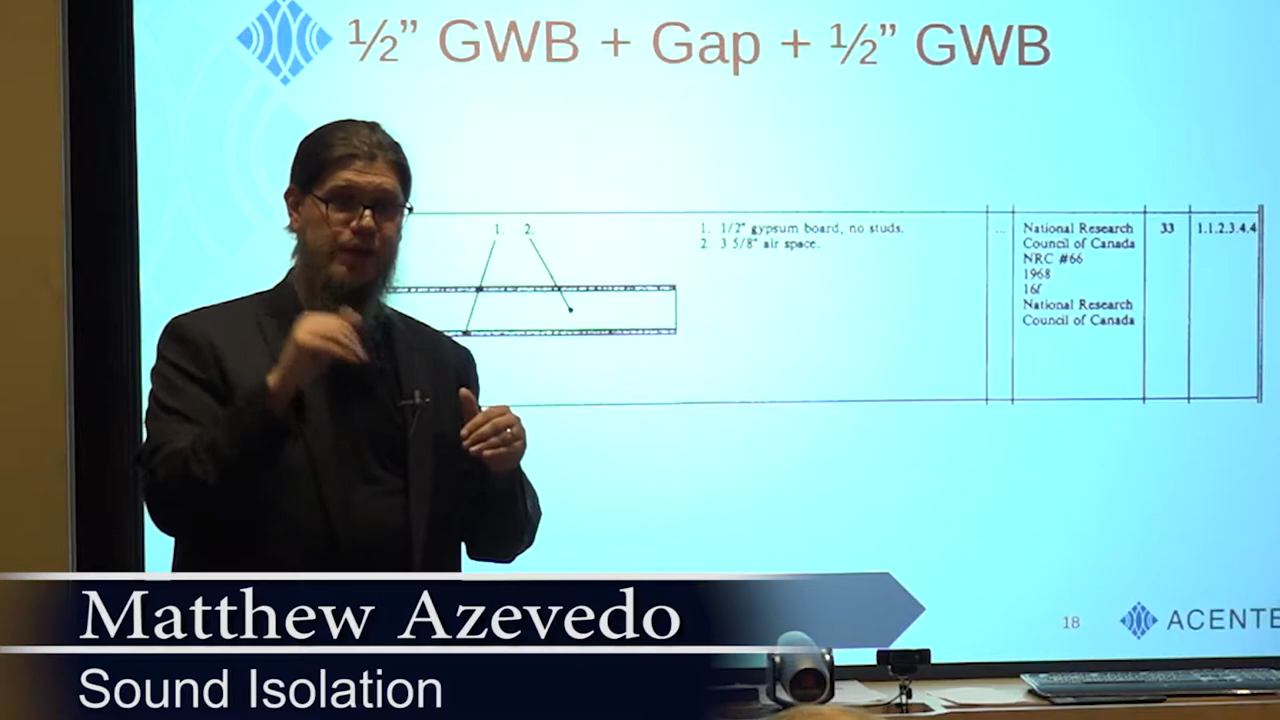 ½” GWB + Gap + ½” GWB
1. 2.
1. 1/2" gypsum board, no studs.
2. 3 5/8" air space.
...
National Research
Council of Canada
NRC #66
1968
16f
National Research
Council of Canada
33
1.1.2.3.4.4
Matthew Azevedo
Sound Isolation
18
ACENTE